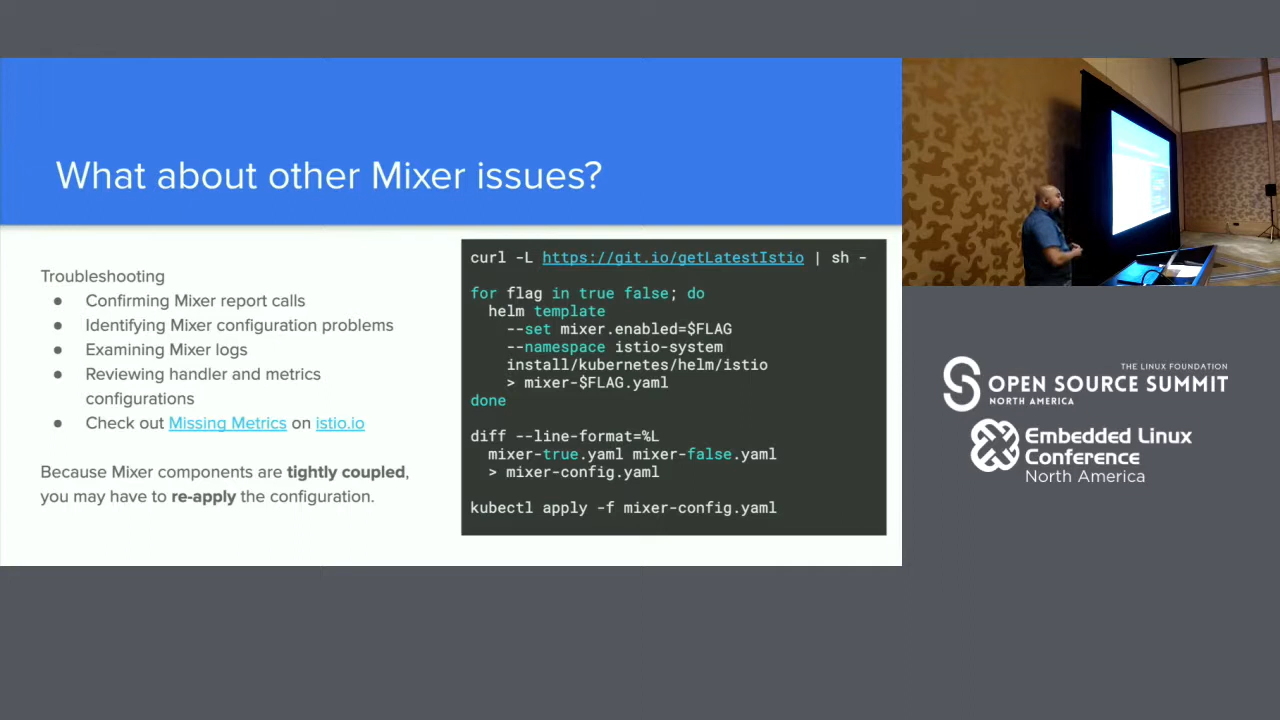 What about other Mixer issues?
Troubleshooting
● Confirming Mixer report calls
● Identifying Mixer configuration problems
● Examining Mixer logs
● Reviewing handler and metrics
configurations
● Check out Missing Metrics on istio.io
Because Mixer components are tightly coupled,
you may have to re-apply the configuration.
curl -L https://git.io/getLatestIstio | sh -
for flag in true false; do
helm template
--set mixer.enabled=$FLAG
--namespace istio-system
install/kubernetes/helm/istio
> mixer-$FLAG.yaml
done
diff --line-format=%L
mixer-true.yaml mixer-false.yaml
> mixer-config.yaml
kubectl apply -f mixer-config.yaml
THE LINUX FOUNDATION
OPEN SOURCE SUMMIT
NORTH AMERICA
Embedded Linux
Conference
North America